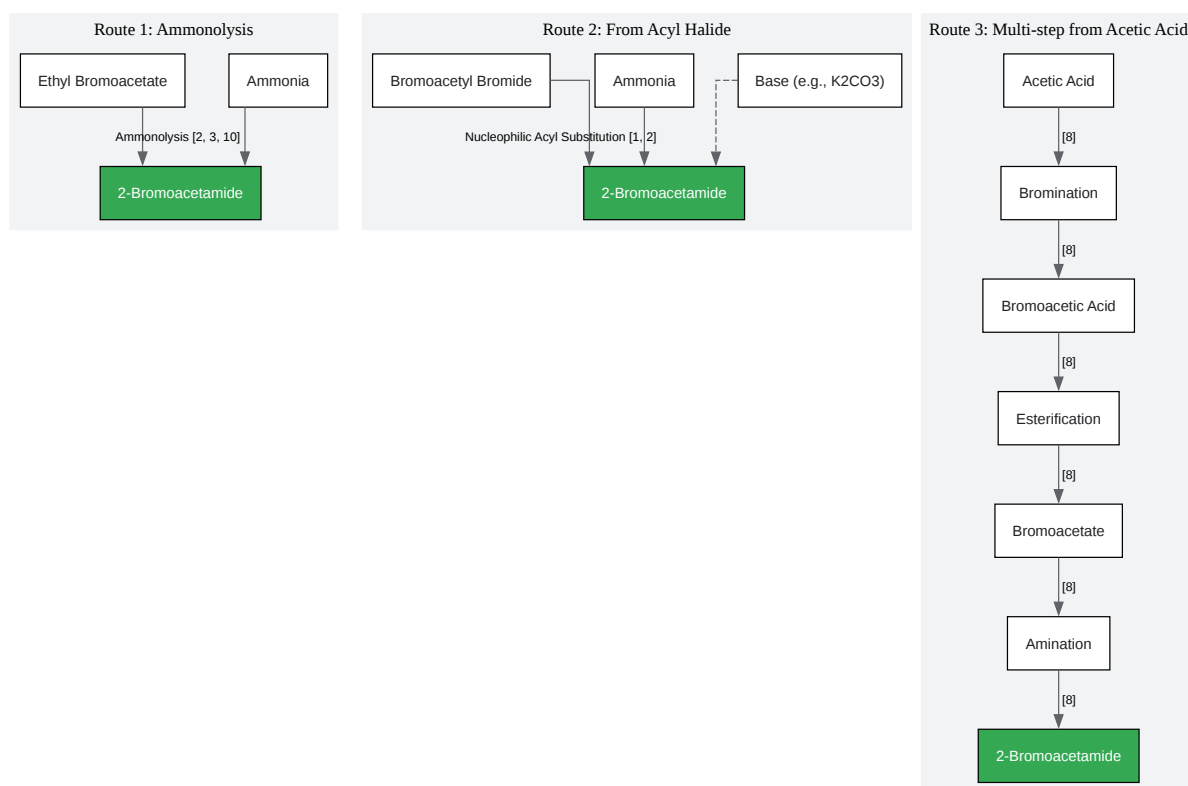 Route 1: Ammonolysis
Ethyl Bromoacetate
Ammonia
Ammonolysis [2, 3, 10]
2-Bromoacetamide
Route 2: From Acyl Halide
Bromoacetyl Bromide
Ammonia
Base (e.g., K2CO3)
Nucleophilic Acyl Substitution [1, 2]
2-Bromoacetamide
Route 3: Multi-step from Acetic Acid
Acetic Acid
[8]
Bromination
[8]
Bromoacetic Acid
[8]
Esterification
[8]
Bromoacetate
[8]
Amination
[8]
2-Bromoacetamide